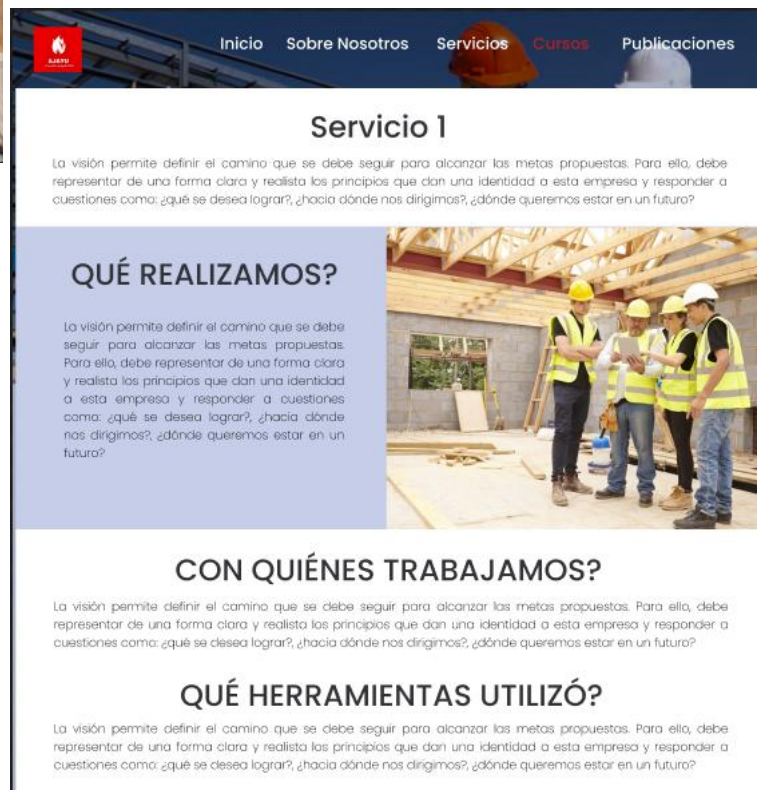 AJAYU
Inicio Sobre Nosotros Servicios Cursos Publicaciones
Servicio 1
La visión permite definir el camino que se debe seguir para alcanzar las metas propuestas. Para ello, debe
representar de una forma clara y realista los principios que dan una identidad a esta empresa y responder a
cuestiones como: ¿qué se desea lograr?, ¿hacia dónde nos dirigimos?, ¿dónde queremos estar en un futuro?
QUÉ REALIZAMOS?
La visión permite definir el camino que se debe
seguir para alcanzar las metas propuestas.
Para ello, debe representar de una forma clara
y realista los principios que dan una identidad
a esta empresa y responder a cuestiones
como: ¿qué se desea lograr?, ¿hacia dónde
nos dirigimos?, ¿dónde queremos estar en un
futuro?
CON QUIÉNES TRABAJAMOS?
La visión permite definir el camino que se debe seguir para alcanzar las metas propuestas. Para ello, debe
representar de una forma clara y realista los principios que dan una identidad a esta empresa y responder a
cuestiones como: ¿qué se desea lograr?, ¿hacia dónde nos dirigimos?, ¿dónde queremos estar en un futuro?
QUÉ HERRAMIENTAS UTILIZÓ?
La visión permite definir el camino que se debe seguir para alcanzar las metas propuestas. Para ello, debe
representar de una forma clara y realista los principios que dan una identidad a esta empresa y responder a
cuestiones como: ¿qué se desea lograr?, ¿hacia dónde nos dirigimos?, ¿dónde queremos estar en un futuro?